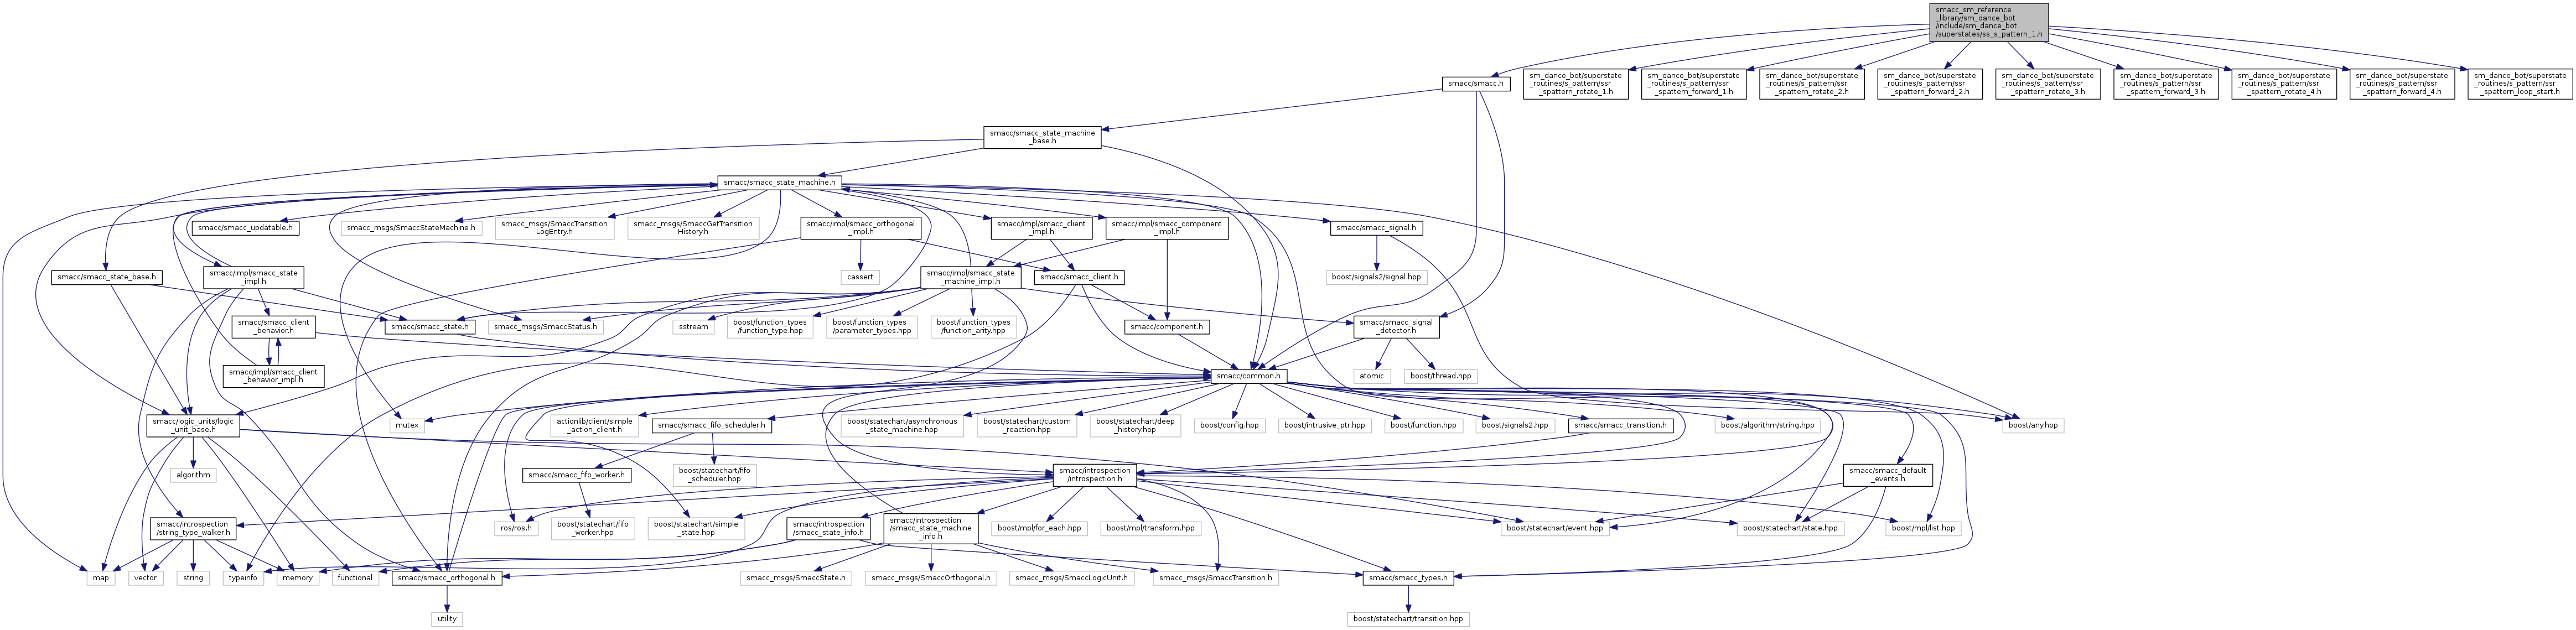 smacc_sm_reference
_library/sm_dance_bot
/include/sm_dance_bot
/superstates/ss_s_pattern_1.h
smacc/smacc.h
sm_dance_bot/superstate
_routines/s_pattern/ssr
_spattern_rotate_1.h
sm_dance_bot/superstate
_routines/s_pattern/ssr
_spattern_forward_1.h
sm_dance_bot/superstate
_routines/s_pattern/ssr
_spattern_rotate_2.h
sm_dance_bot/superstate
_routines/s_pattern/ssr
_spattern_forward_2.h
sm_dance_bot/superstate
_routines/s_pattern/ssr
_spattern_rotate_3.h
sm_dance_bot/superstate
_routines/s_pattern/ssr
_spattern_forward_3.h
sm_dance_bot/superstate
_routines/s_pattern/ssr
_spattern_rotate_4.h
sm_dance_bot/superstate
_routines/s_pattern/ssr
_spattern_forward_4.h
sm_dance_bot/superstate
_routines/s_pattern/ssr
_spattern_loop_start.h
smacc/smacc_state_machine
_base.h
smacc/smacc_state_machine.h
smacc/smacc_updatable.h
smacc_msgs/SmaccStateMachine.h
smacc_msgs/SmaccTransition
LogEntry.h
smacc_msgs/SmaccGetTransition
History.h
smacc/impl/smacc_orthogonal
_impl.h
smacc/impl/smacc_client
_impl.h
smacc/impl/smacc_component
_impl.h
smacc/smacc_signal.h
smacc/smacc_state_base.h
smacc/impl/smacc_state
_impl.h
cassert
smacc/impl/smacc_state
_machine_impl.h
smacc/smacc_client.h
boost/signals2/signal.hpp
smacc/smacc_client
_behavior.h
smacc/smacc_state.h
smacc_msgs/SmaccStatus.h
sstream
boost/function_types
/function_type.hpp
boost/function_types
/parameter_types.hpp
boost/function_types
/function_arity.hpp
smacc/component.h
smacc/smacc_signal
_detector.h
smacc/impl/smacc_client
_behavior_impl.h
smacc/common.h
atomic
boost/thread.hpp
smacc/logic_units/logic
_unit_base.h
mutex
actionlib/client/simple
_action_client.h
smacc/smacc_fifo_scheduler.h
boost/statechart/asynchronous
_state_machine.hpp
boost/statechart/custom
_reaction.hpp
boost/statechart/deep
_history.hpp
boost/config.hpp
boost/intrusive_ptr.hpp
boost/function.hpp
boost/signals2.hpp
smacc/smacc_transition.h
boost/algorithm/string.hpp
boost/any.hpp
algorithm
smacc/smacc_fifo_worker.h
boost/statechart/fifo
_scheduler.hpp
smacc/introspection
/introspection.h
smacc/smacc_default
_events.h
smacc/introspection
/string_type_walker.h
ros/ros.h
boost/statechart/fifo
_worker.hpp
boost/statechart/simple
_state.hpp
smacc/introspection
/smacc_state_info.h
smacc/introspection
/smacc_state_machine
_info.h
boost/mpl/for_each.hpp
boost/mpl/transform.hpp
boost/statechart/event.hpp
boost/statechart/state.hpp
boost/mpl/list.hpp
map
vector
string
typeinfo
memory
functional
smacc/smacc_orthogonal.h
smacc_msgs/SmaccState.h
smacc_msgs/SmaccOrthogonal.h
smacc_msgs/SmaccLogicUnit.h
smacc_msgs/SmaccTransition.h
smacc/smacc_types.h
utility
boost/statechart/transition.hpp